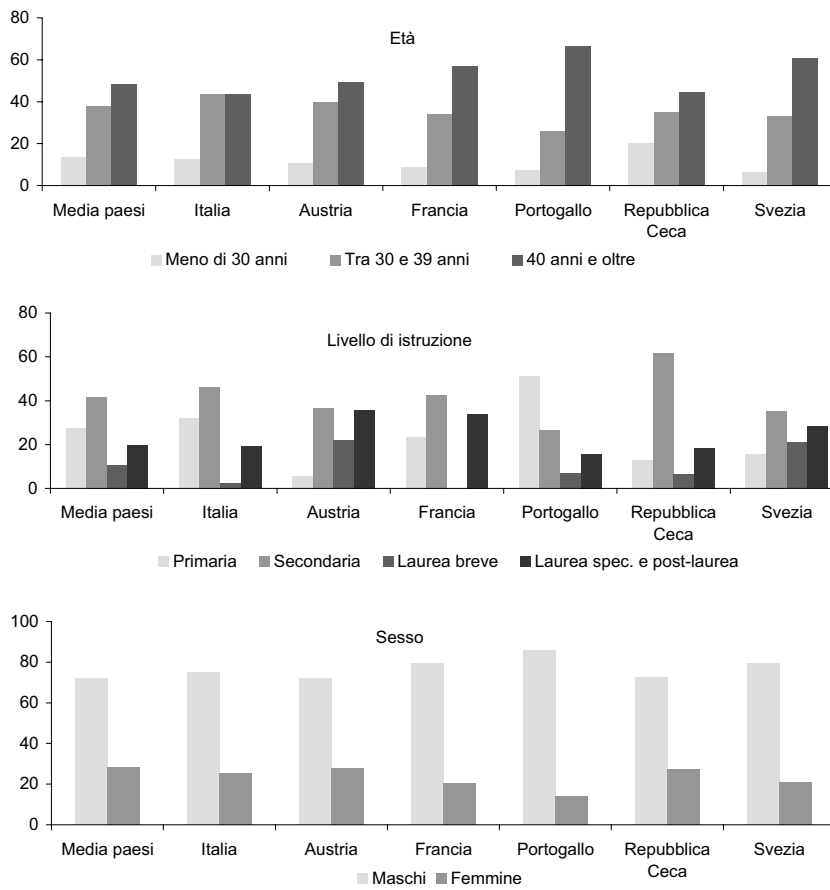 80
Età
60
40
20
0
Media paesi Italia Austria Francia Portogallo Repubblica Ceca Svezia
Meno di 30 anni Tra 30 e 39 anni 40 anni e oltre
80
Livello di istruzione
60
40
20
0
Media paesi Italia Austria Francia Portogallo Repubblica Ceca Svezia
Primaria Secondaria Laurea breve Laurea spec. e post-laurea
100
Sesso
80
60
40
20
0
Media paesi Italia Austria Francia Portogallo Repubblica Ceca Svezia
Maschi Femmine